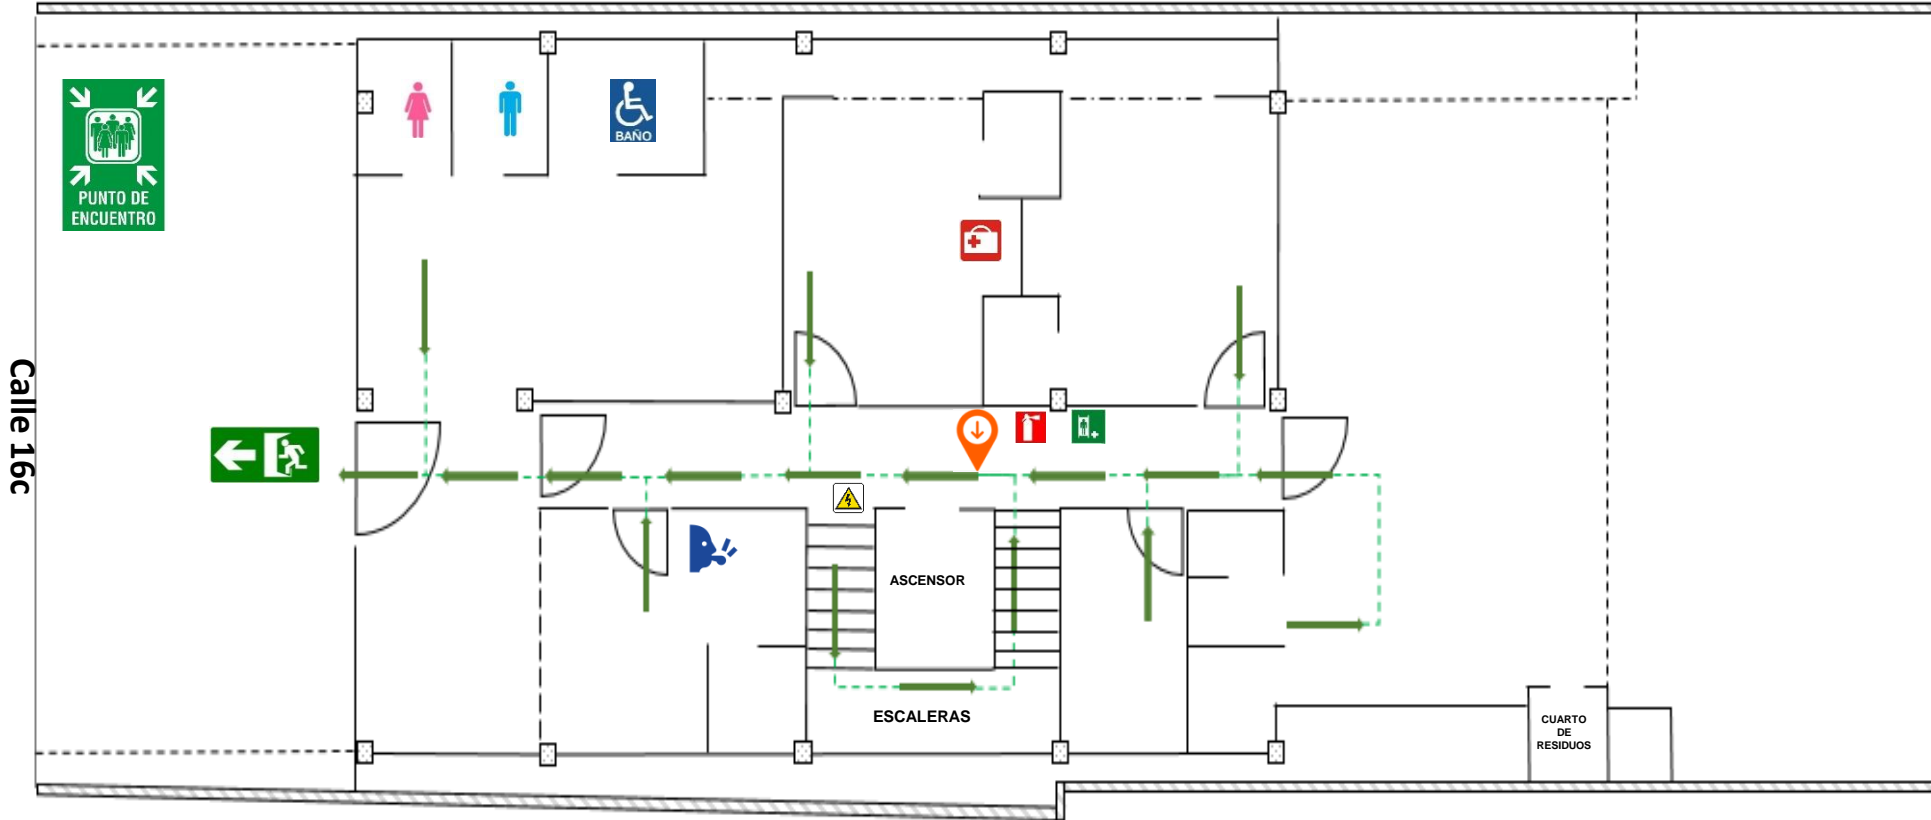 PUNTO DE
ENCUENTRO
BAÑO
Calle 16c
ASCENSOR
ESCALERAS
CUARTO
DE
RESIDUOS